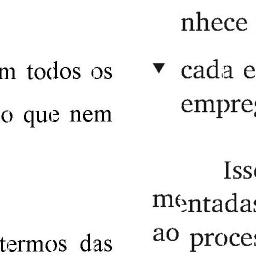 m todos os
o que nem
termos das
nhece
cada e
empreg
Isso
mentadas
ao proces